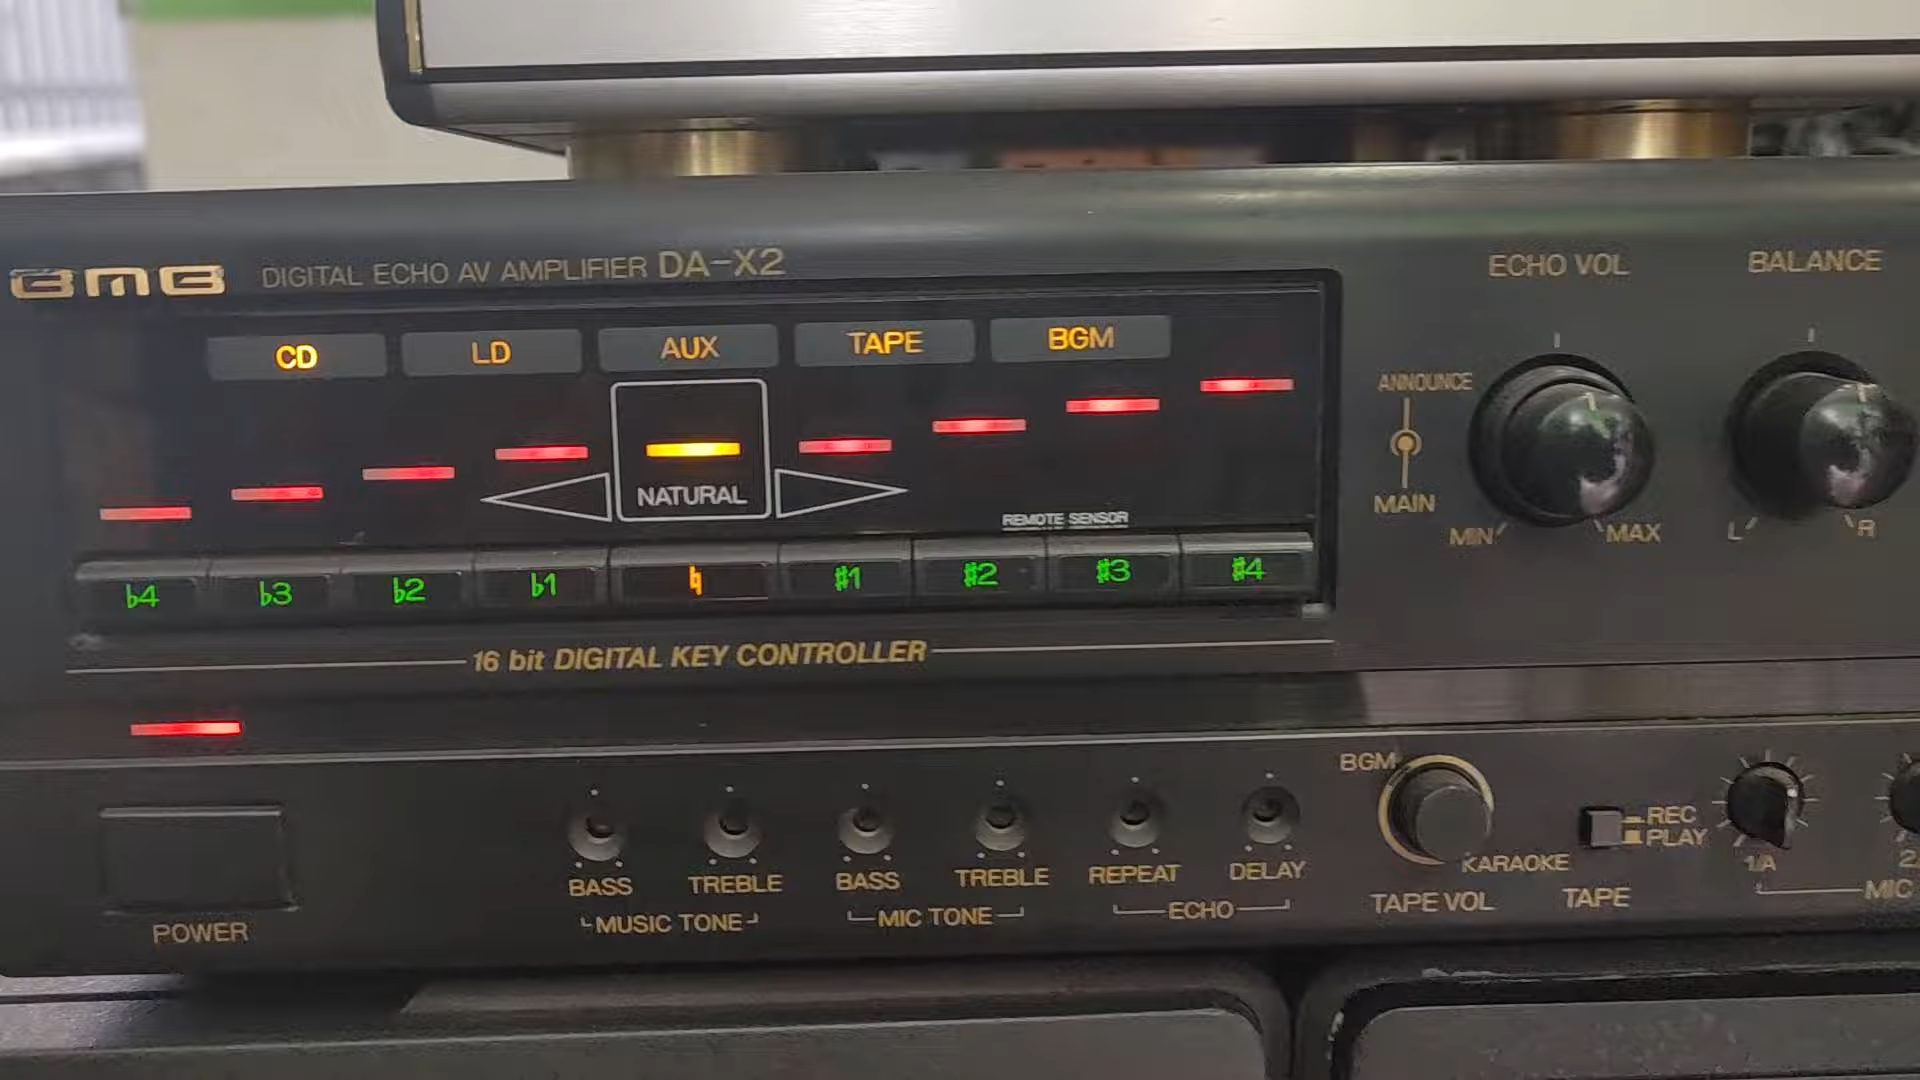 BMB DIGITAL ECHO AV AMPLIFIER DA-X2
ECHO VOL BALANCE
CD LD AUX TAPE BGM
ANNOUNCE
NATURAL
MAIN
REMOTE SENSOR
MIN MAX L R
♭4 ♭3 ♭2 ♭1 ♮ ♯1 ♯2 ♯3 ♯4
16 bit DIGITAL KEY CONTROLLER
BGM
REC
PLAY
KARAOKE
1/A
BASS TREBLE BASS TREBLE REPEAT DELAY
TAPE VOL TAPE MIC
POWER MUSIC TONE MIC TONE ECHO